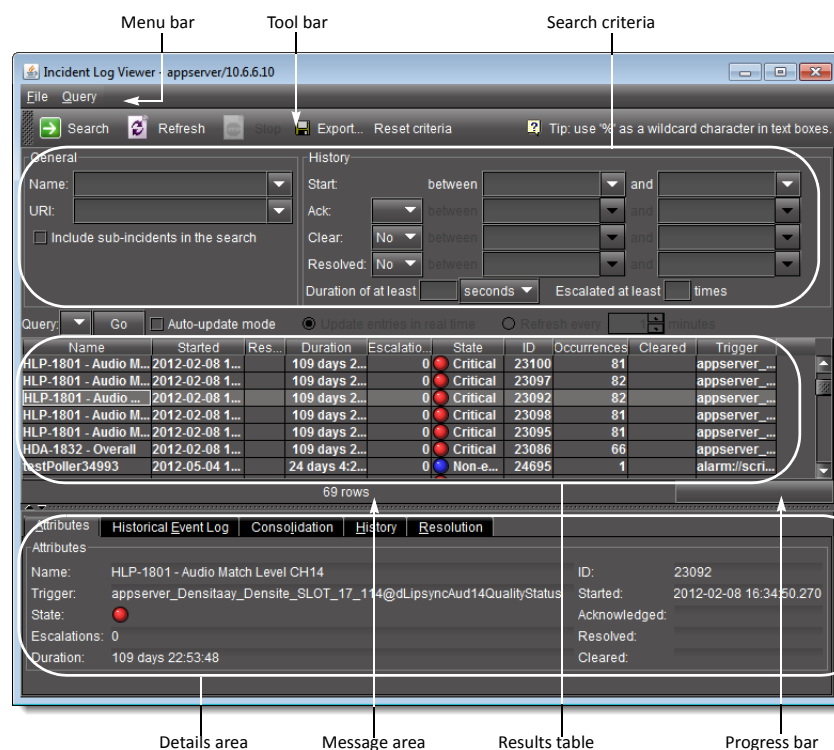 Menu bar Tool bar Search criteria
Incident Log Viewer - appserver/10.6.6.10
File Query
Search Refresh Stop Export... Reset criteria Tip: use '%' as a wildcard character in text boxes.
General History
Name: Start: between and
URI: Ack: between and
Include sub-incidents in the search Clear: No between and
Resolved: No between and
Duration of at least seconds Escalated at least times
Query: Go Auto-update mode Update entries in real time Refresh every minutes
Name Started Res... Duration Escalatio... State ID Occurrences Cleared Trigger
HLP-1801 - Audio M... 2012-02-08 1... 109 days 2... 0 Critical 23100 81 appserver_...
HLP-1801 - Audio M... 2012-02-08 1... 109 days 2... 0 Critical 23097 82 appserver_...
HLP-1801 - Audio ... 2012-02-08 1... 109 days 2... 0 Critical 23092 82 appserver_...
HLP-1801 - Audio M... 2012-02-08 1... 109 days 2... 0 Critical 23098 81 appserver_...
HLP-1801 - Audio M... 2012-02-08 1... 109 days 2... 0 Critical 23095 81 appserver_...
HDA-1832 - Overall 2012-02-08 1... 109 days 2... 0 Critical 23086 66 appserver_...
testPoller34993 2012-05-04 1... 24 days 4:2... 0 Non-e... 24695 1 alarm://scri...
69 rows
Attributes Historical Event Log Consolidation History Resolution
Attributes
Name: HLP-1801 - Audio Match Level CH14 ID: 23092
Trigger: appserver_Densitaay_Densite_SLOT_17_114@dLipsyncAud14QualityStatus Started: 2012-02-08 16:34:50.270
State: Acknowledged:
Escalations: 0 Resolved:
Duration: 109 days 22:53:48 Cleared:
Details area Message area Results table Progress bar